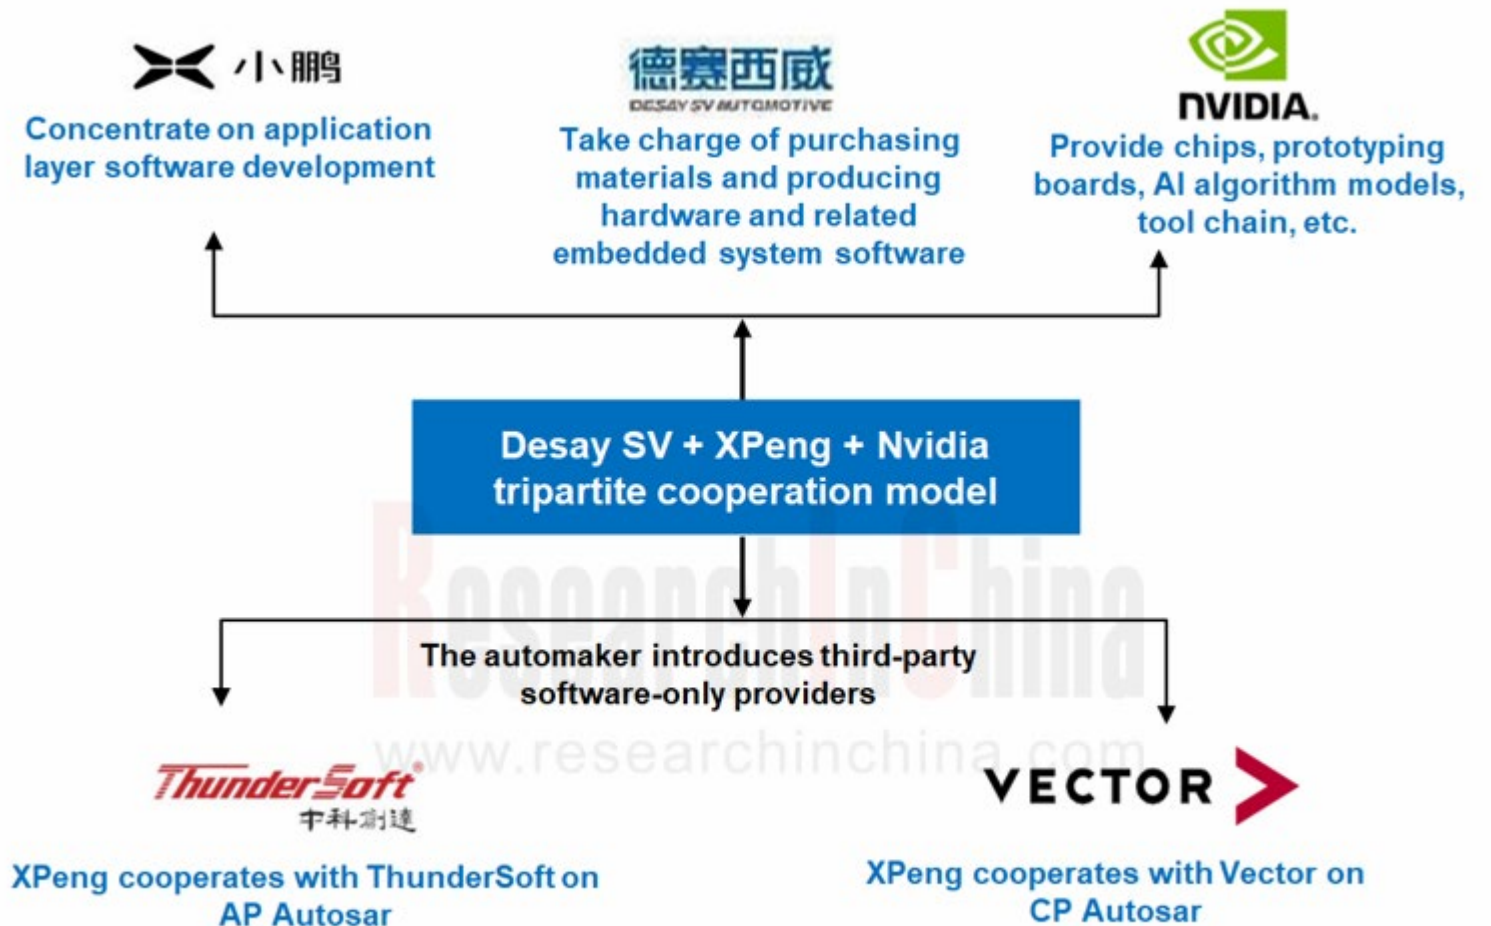 小鹏
Concentrate on application
layer software development
德赛西威
DESAY SV AUTOMOTIVE
Take charge of purchasing
materials and producing
hardware and related
embedded system software
NVIDIA.
Provide chips, prototyping
boards, AI algorithm models,
tool chain, etc.
Desay SV + XPeng + Nvidia
tripartite cooperation model
ResearchInChina
The automaker introduces third-party
software-only providers
www.researchinchina.com
ThunderSoft®
中科创達
XPeng cooperates with ThunderSoft on
AP Autosar
VECTOR
XPeng cooperates with Vector on
CP Autosar